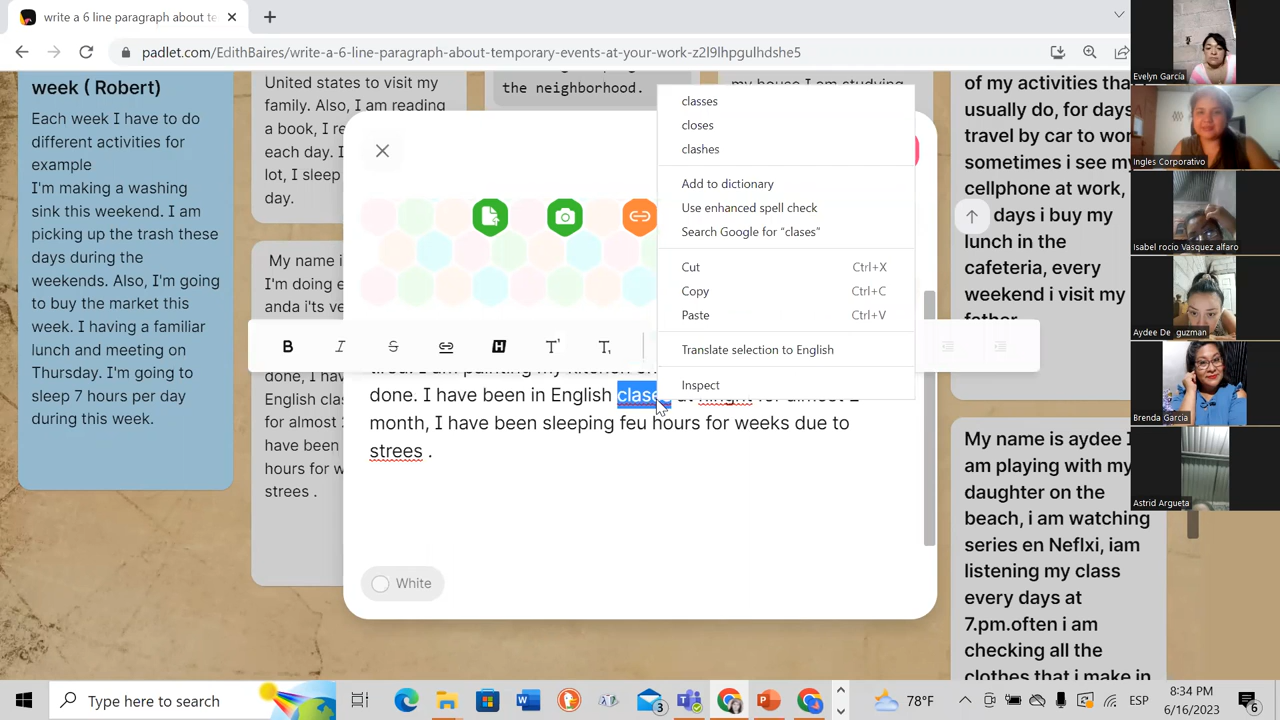 write a 6 line paragraph about te
padlet.com/EdithBaires/write-a-6-line-paragraph-about-temporary-events-at-your-work-z2l9lhpgulhdshe5
week ( Robert)
Each week I have to do
different activities for
example
I'm making a washing
sink this weekend. I am
picking up the trash these
days during the
weekends. Also, I'm going
to buy the market this
week. I having a familiar
lunch and meeting on
Thursday. I'm going to
sleep 7 hours per day
during this week.
United states to visit my
family. Also, I am reading
a book, I r
each day. I
lot, I sleep
day.
My name
I'm doing e
anda i'ts ve
done, I hav
English clas
for almost
have been
hours for w
strees .
the neighborhood.
my house I am studying
classes
closes
clashes
Add to dictionary
Use enhanced spell check
Search Google for “clases”
Cut Ctrl+X
Copy Ctrl+C
Paste Ctrl+V
Translate selection to English
Inspect
B I S H T T
done. I have been in English clase
month, I have been sleeping feu hours for weeks due to
strees .
White
of my activities that
usually do, for days
travel by car to wor
sometimes i see my
cellphone at work,
days i buy my
lunch in the
cafeteria, every
weekend i visit my
father
My name is aydee I
am playing with my
daughter on the
beach, i am watching
series en Neflxi, iam
listening my class
every days at
7.pm.often i am
checking all the
clothes that i make in
Evelyn García
Ingles Corporativo
Isabel rocio Vasquez alfaro
Aydee De guzman
Brenda Garcia
Astrid Argueta
Type here to search
3
78°F
ESP
8:34 PM
6/16/2023
6